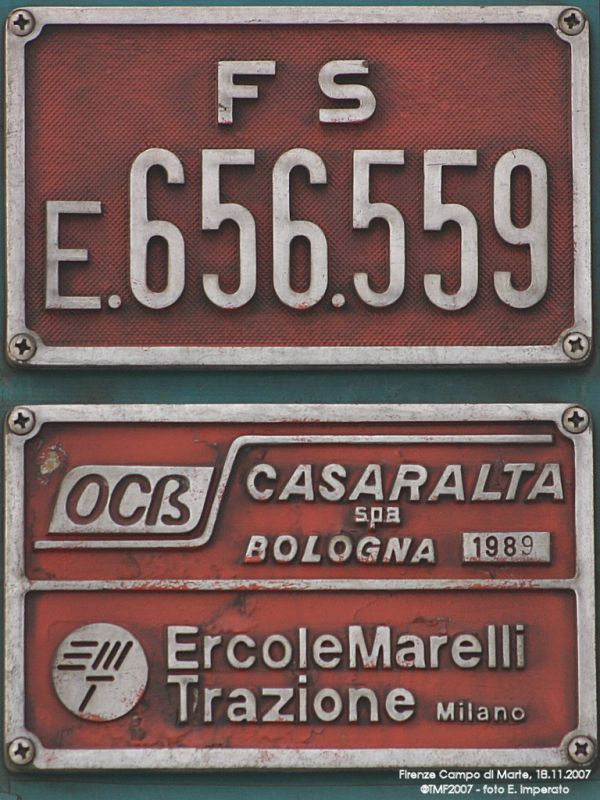 FS
E.656.559
OCB CASARALTA
spa
BOLOGNA 1989
EMT ErcoleMarelli
Trazione Milano
Firenze Campo di Marte, 18.11.2007
©TMF2007 - foto E. Imperato